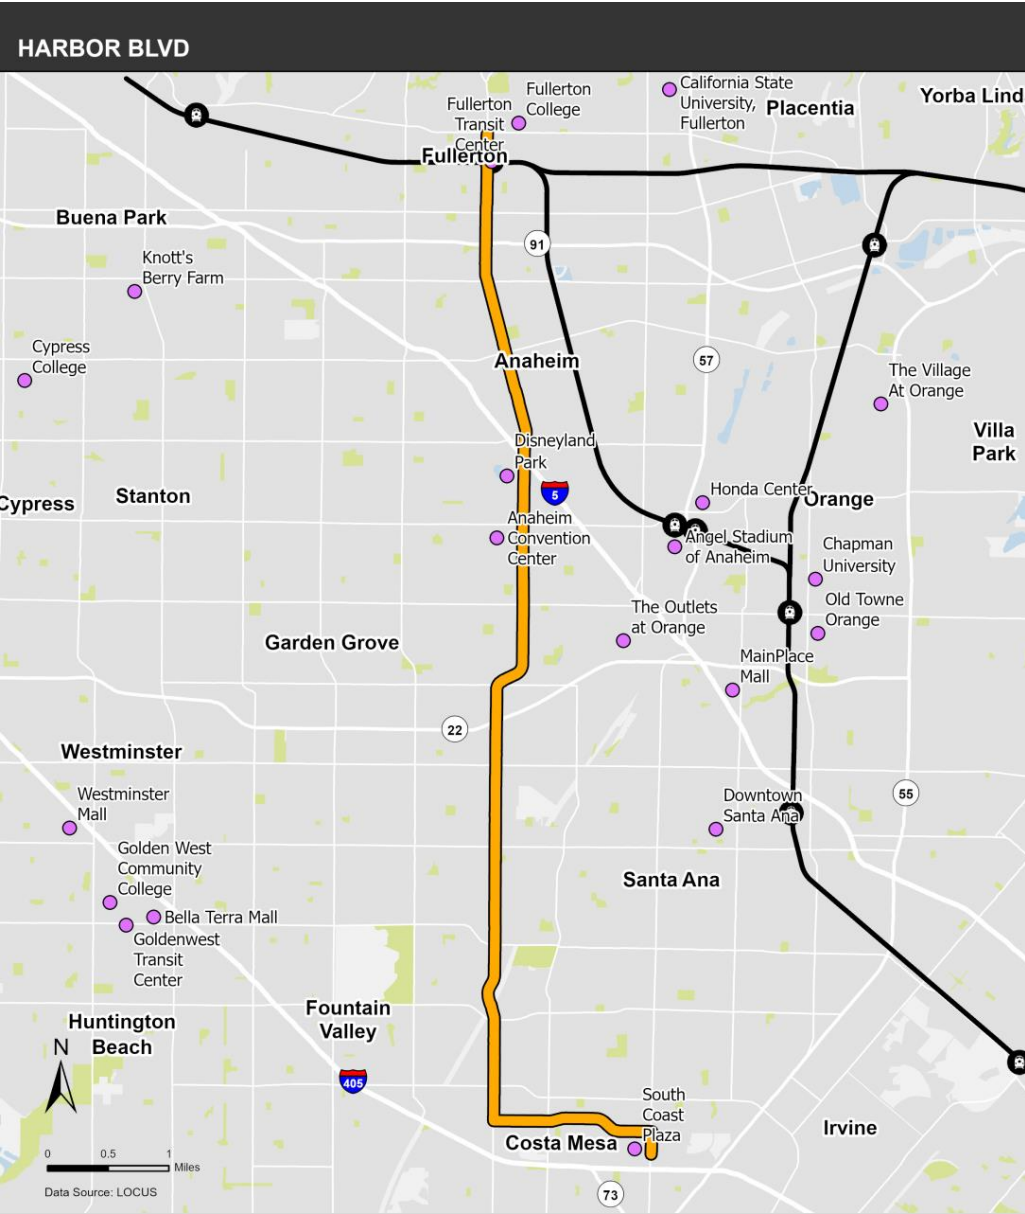 HARBOR BLVD
Fullerton
College
California State
University,
Fullerton
Placentia
Yorba Lind
Fullerton
Transit
Center
Fullerton
Buena Park
91
Knott's
Berry Farm
Cypress
College
Anaheim
57
The Village
At Orange
Villa
Park
Disneyland
Park
5
Cypress
Stanton
Honda Center
Orange
Anaheim
Convention
Center
Angel Stadium
of Anaheim
Chapman
University
Old Towne
Orange
The Outlets
at Orange
Garden Grove
MainPlace
Mall
22
Westminster
Westminster
Mall
55
Downtown
Santa Ana
Golden West
Community
College
Santa Ana
Bella Terra Mall
Goldenwest
Transit
Center
Fountain
Valley
Huntington
Beach
N
405
South
Coast
Plaza
Costa Mesa
Irvine
0 0.5 1
Miles
Data Source: LOCUS
73